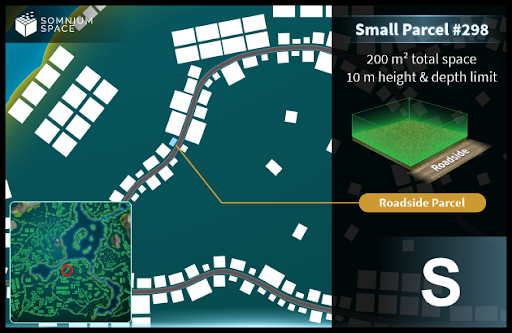 SOMNIUM
SPACE
Small Parcel #298
200 m² total space
10 m height & depth limit
Roadside
Roadside Parcel
S